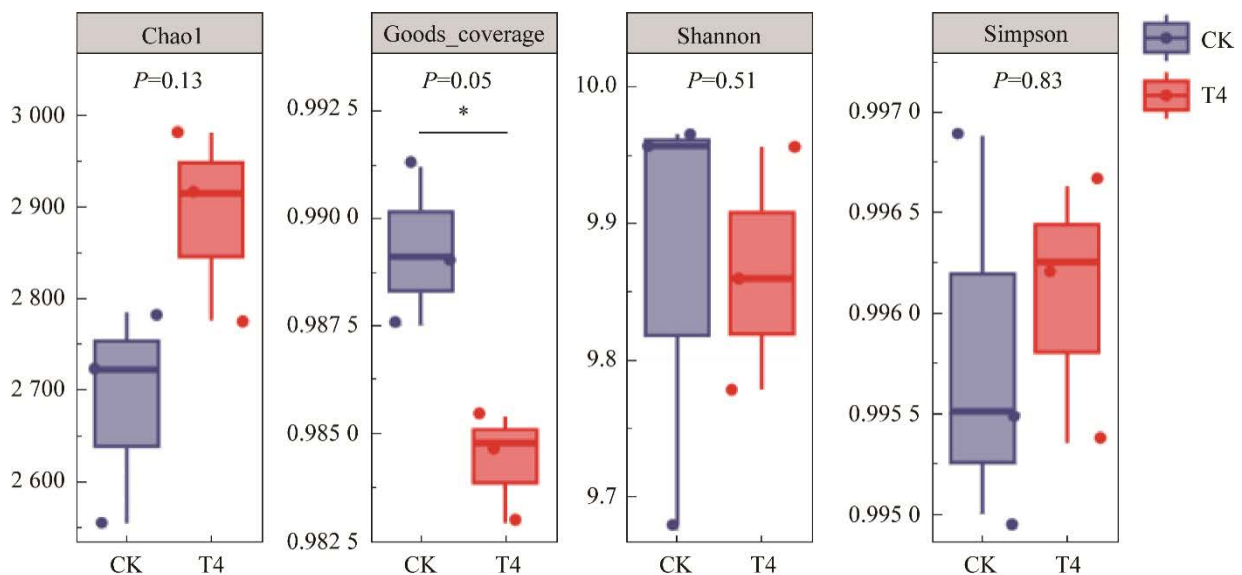 Chao1
P=0.13
3 000
2 900
2 800
2 700
2 600
CK T4
Goods_coverage
P=0.05
*
0.992 5
0.990 0
0.987 5
0.985 0
0.982 5
CK T4
Shannon
P=0.51
10.0
9.9
9.8
9.7
CK T4
Simpson
P=0.83
0.997 0
0.996 5
0.996 0
0.995 5
0.995 0
CK T4
CK
T4